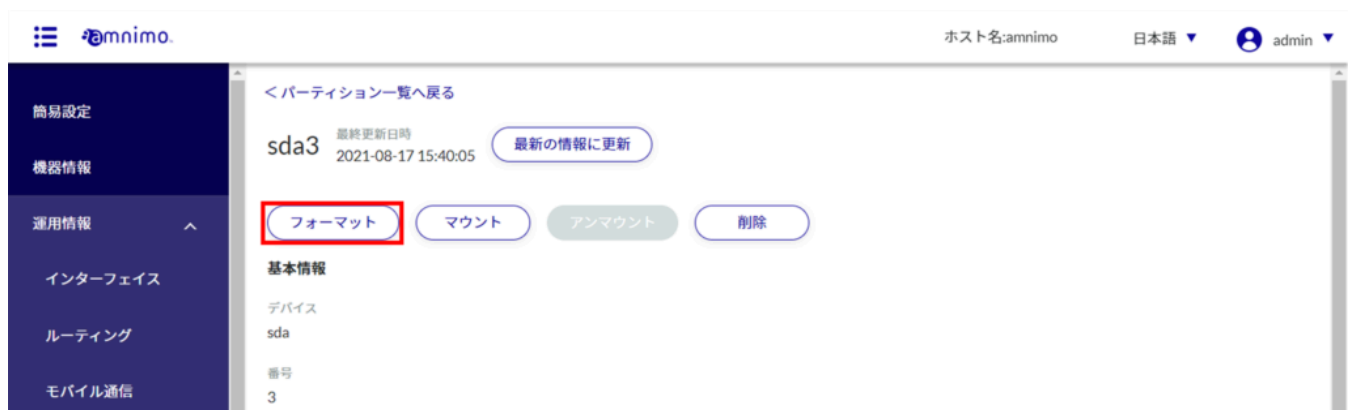 amnimo.
ホスト名:amnimo
日本語 ▼
admin ▼
簡易設定
機器情報
運用情報
インターフェイス
ルーティング
モバイル通信
<パーティション一覧へ戻る
sda3
最終更新日時
2021-08-17 15:40:05
最新の情報に更新
フォーマット
マウント
アンマウント
削除
基本情報
デバイス
sda
番号
3